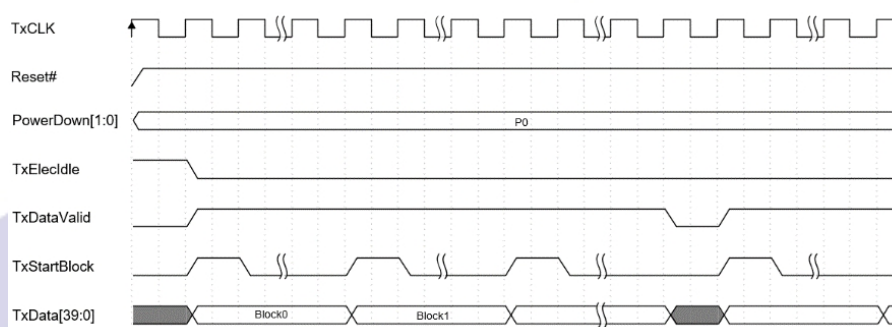 TxCLK
Reset#
PowerDown[1:0]
P0
TxElecIdle
TxDataValid
TxStartBlock
TxData[39:0]
Block0
Block1